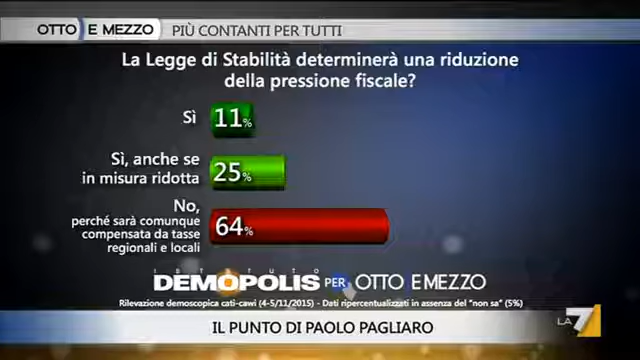 OTTO E MEZZO PIÙ CONTANTI PER TUTTI
La Legge di Stabilità determinerà una riduzione
della pressione fiscale?
Sì
11%
Sì, anche se
in misura ridotta
25%
No,
perché sarà comunque
compensata da tasse
regionali e locali
64%
ISTITUTO
DEMOPOLIS PER OTTO E MEZZO
Rilevazione demoscopica cati-cawi (4-5/11/2015) - Dati ripercentualizzati in assenza del "non sa" (5%)
IL PUNTO DI PAOLO PAGLIARO
LA7